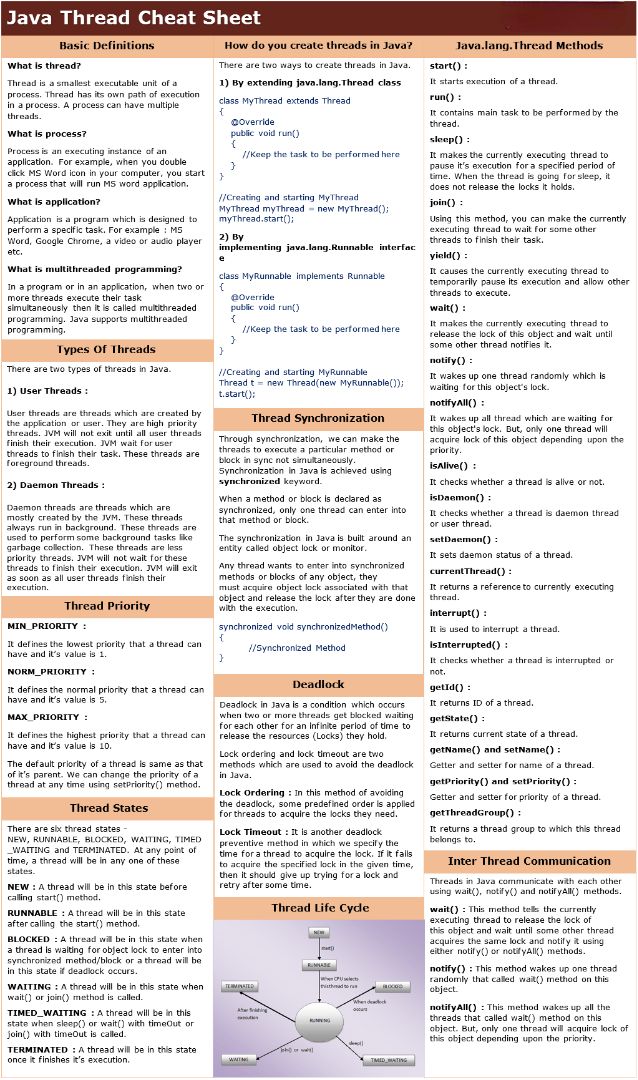 Java Thread Cheat Sheet
Basic Definitions
What is thread?
Thread is a smallest executable unit of a
process. Thread has its own path of execution
in a process. A process can have multiple
threads.
What is process?
Process is an executing instance of an
application. For example, when you double
click MS Word icon in your computer, you start
a process that will run MS word application.
What is application?
Application is a program which is designed to
perform a specific task. For example : MS
Word, Google Chrome, a video or audio player
etc.
What is multithreaded programming?
In a program or in an application, when two or
more threads execute their task
simultaneously then it is called multithreaded
programming. Java supports multithreaded
programming.
Types Of Threads
There are two types of threads in Java.
1) User Threads :
User threads are threads which are created by
the application or user. They are high priority
threads. JVM will not exit until all user threads
finish their execution. JVM wait for user
threads to finish their task. These threads are
foreground threads.
2) Daemon Threads :
Daemon threads are threads which are
mostly created by the JVM. These threads
always run in background. These threads are
used to perform some background tasks like
garbage collection. These threads are less
priority threads. JVM will not wait for these
threads to finish their execution. JVM will exit
as soon as all user threads finish their
execution.
Thread Priority
MIN_PRIORITY :
It defines the lowest priority that a thread can
have and it's value is 1.
NORM_PRIORITY :
It defines the normal priority that a thread can
have and it's value is 5.
MAX_PRIORITY :
It defines the highest priority that a thread can
have and it's value is 10.
The default priority of a thread is same as that
of it's parent. We can change the priority of a
thread at any time using setPriority() method.
Thread States
There are six thread states -
NEW, RUNNABLE, BLOCKED, WAITING, TIMED
_WAITING and TERMINATED. At any point of
time, a thread will be in any one of these
states.
NEW : A thread will be in this state before
calling start() method.
RUNNABLE : A thread will be in this state
after calling the start() method.
BLOCKED : A thread will be in this state when
a thread is waiting for object lock to enter into
synchronized method/block or a thread will be
in this state if deadlock occurs.
WAITING : A thread will be in this state when
wait() or join() method is called.
TIMED_WAITING : A thread will be in this
state when sleep() or wait() with timeOut or
join() with timeOut is called.
TERMINATED : A thread will be in this state
once it finishes it's execution.
How do you create threads in Java?
There are two ways to create threads in Java.
1) By extending java.lang.Thread class
class MyThread extends Thread
{
@Override
public void run()
{
//Keep the task to be performed here
}
}
//Creating and starting MyThread
MyThread myThread = new MyThread();
myThread.start();
2) By
implementing java.lang.Runnable interfac
e
class MyRunnable implements Runnable
{
@Override
public void run()
{
//Keep the task to be performed here
}
}
//Creating and starting MyRunnable
Thread t = new Thread(new MyRunnable());
t.start();
Thread Synchronization
Through synchronization, we can make the
threads to execute a particular method or
block in sync not simultaneously.
Synchronization in Java is achieved using
synchronized keyword.
When a method or block is declared as
synchronized, only one thread can enter into
that method or block.
The synchronization in Java is built around an
entity called object lock or monitor.
Any thread wants to enter into synchronized
methods or blocks of any object, they
must acquire object lock associated with that
object and release the lock after they are done
with the execution.
synchronized void synchronizedMethod()
{
//Synchronized Method
}
Deadlock
Deadlock in Java is a condition which occurs
when two or more threads get blocked waiting
for each other for an infinite period of time to
release the resources (Locks) they hold.
Lock ordering and lock timeout are two
methods which are used to avoid the deadlock
in Java.
Lock Ordering : In this method of avoiding
the deadlock, some predefined order is applied
for threads to acquire the locks they need.
Lock Timeout : It is another deadlock
preventive method in which we specify the
time for a thread to acquire the lock. If it fails
to acquire the specified lock in the given time,
then it should give up trying for a lock and
retry after some time.
Thread Life Cycle
NEW
start()
RUNNABLE
When CPU selects
this thread to run
TERMINATED
BLOCKED
After finishing
execution
When deadlock
occurs
RUNNING
join() or wait()
sleep()
WAITING
TIMED_WAITING
Java.lang.Thread Methods
start() :
It starts execution of a thread.
run() :
It contains main task to be performed by the
thread.
sleep() :
It makes the currently executing thread to
pause it's execution for a specified period of
time. When the thread is going for sleep, it
does not release the locks it holds.
join() :
Using this method, you can make the currently
executing thread to wait for some other
threads to finish their task.
yield() :
It causes the currently executing thread to
temporarily pause its execution and allow other
threads to execute.
wait() :
It makes the currently executing thread to
release the lock of this object and wait until
some other thread notifies it.
notify() :
It wakes up one thread randomly which is
waiting for this object's lock.
notifyAll() :
It wakes up all thread which are waiting for
this object's lock. But, only one thread will
acquire lock of this object depending upon the
priority.
isAlive() :
It checks whether a thread is alive or not.
isDaemon() :
It checks whether a thread is daemon thread
or user thread.
setDaemon() :
It sets daemon status of a thread.
currentThread() :
It returns a reference to currently executing
thread.
interrupt() :
It is used to interrupt a thread.
isInterrupted() :
It checks whether a thread is interrupted or
not.
getId() :
It returns ID of a thread.
getState() :
It returns current state of a thread.
getName() and setName() :
Getter and setter for name of a thread.
getPriority() and setPriority() :
Getter and setter for priority of a thread.
getThreadGroup() :
It returns a thread group to which this thread
belongs to.
Inter Thread Communication
Threads in Java communicate with each other
using wait(), notify() and notifyAll() methods.
wait() : This method tells the currently
executing thread to release the lock of
this object and wait until some other thread
acquires the same lock and notify it using
either notify() or notifyAll() methods.
notify() : This method wakes up one thread
randomly that called wait() method on this
object.
notifyAll() : This method wakes up all the
threads that called wait() method on this
object. But, only one thread will acquire lock of
this object depending upon the priority.